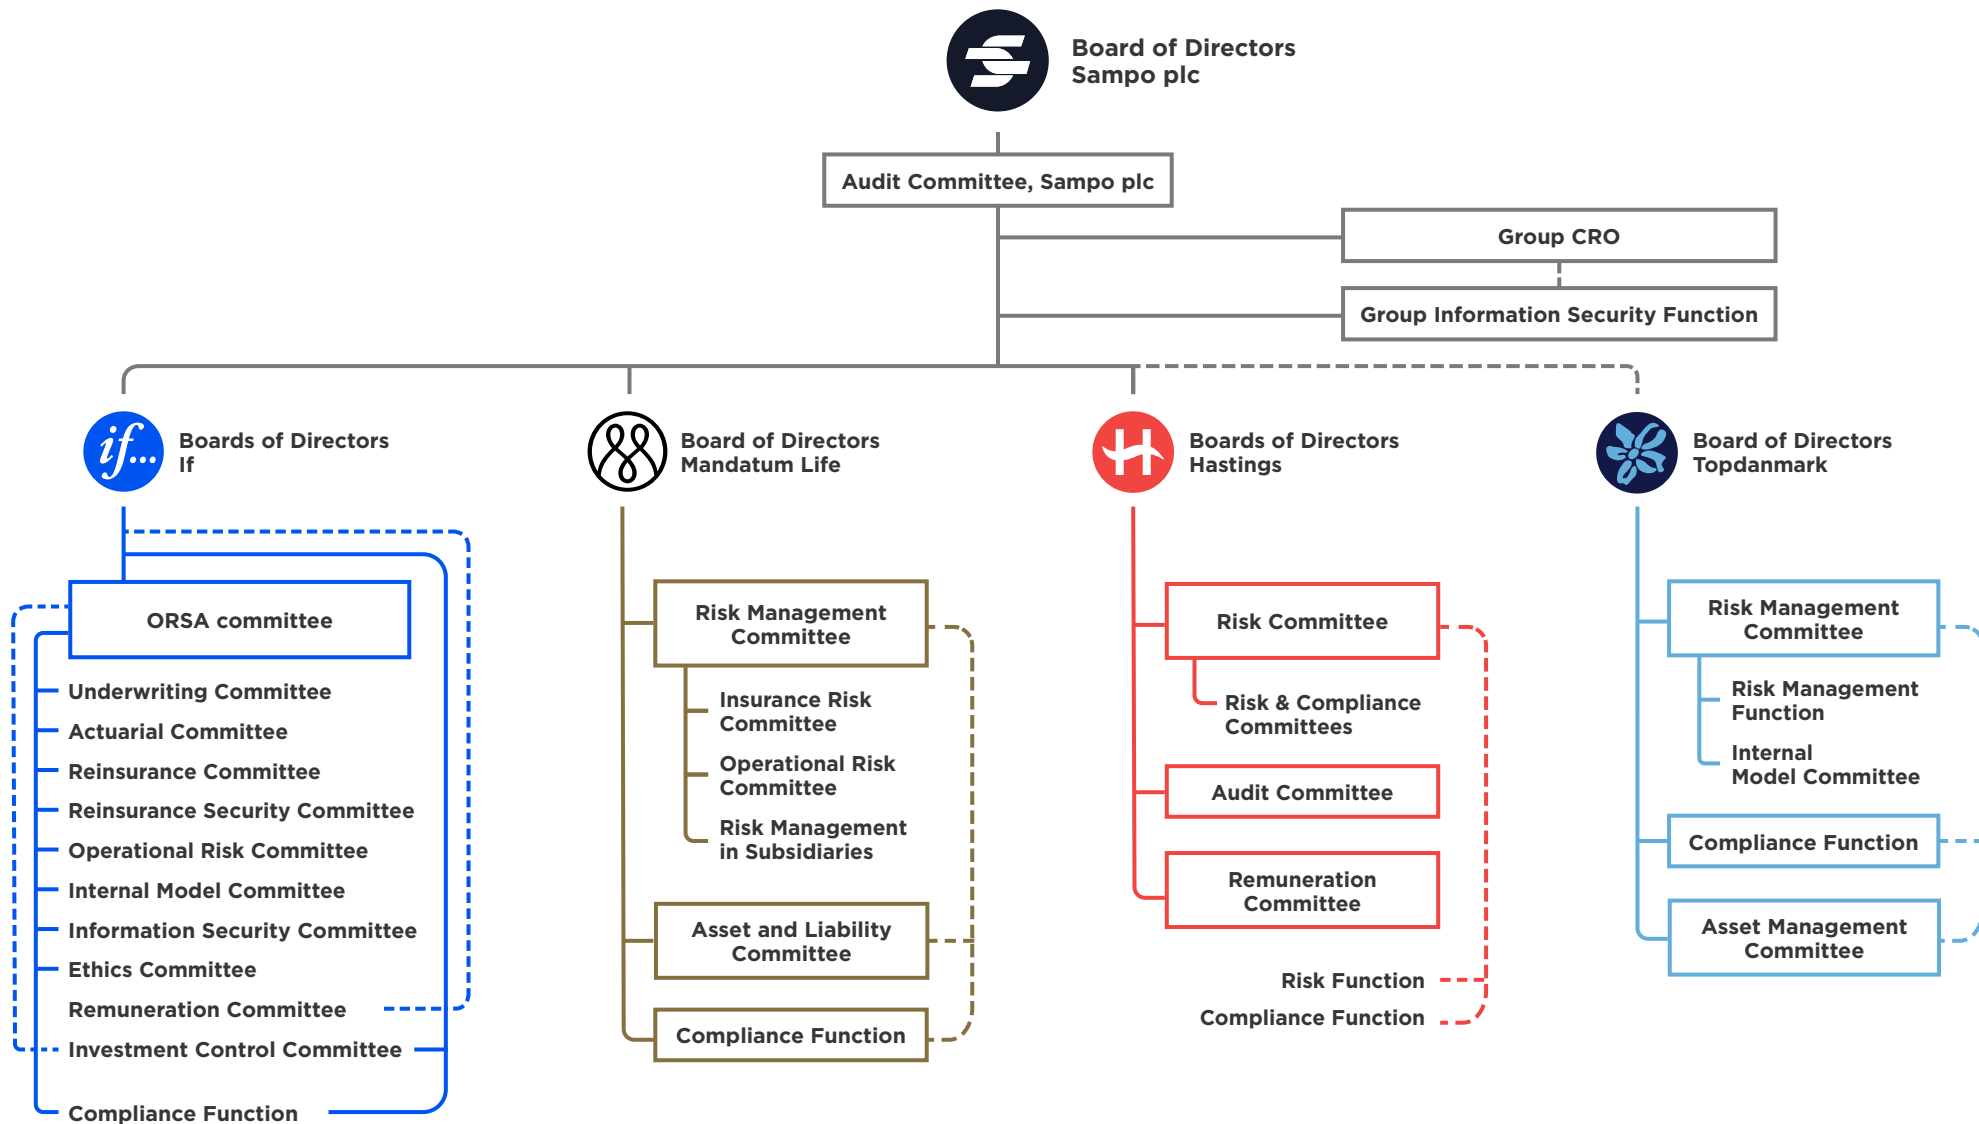 Board of Directors
Sampo plc
Audit Committee, Sampo plc
Group CRO
Group Information Security Function
if...
Boards of Directors
If
ORSA committee
Underwriting Committee
Actuarial Committee
Reinsurance Committee
Reinsurance Security Committee
Operational Risk Committee
Internal Model Committee
Information Security Committee
Ethics Committee
Remuneration Committee
Investment Control Committee
Compliance Function
Board of Directors
Mandatum Life
Risk Management
Committee
Insurance Risk
Committee
Operational Risk
Committee
Risk Management
in Subsidiaries
Asset and Liability
Committee
Compliance Function
H
Boards of Directors
Hastings
Risk Committee
Risk & Compliance
Committees
Audit Committee
Remuneration
Committee
Risk Function
Compliance Function
Board of Directors
Topdanmark
Risk Management
Committee
Risk Management
Function
Internal
Model Committee
Compliance Function
Asset Management
Committee